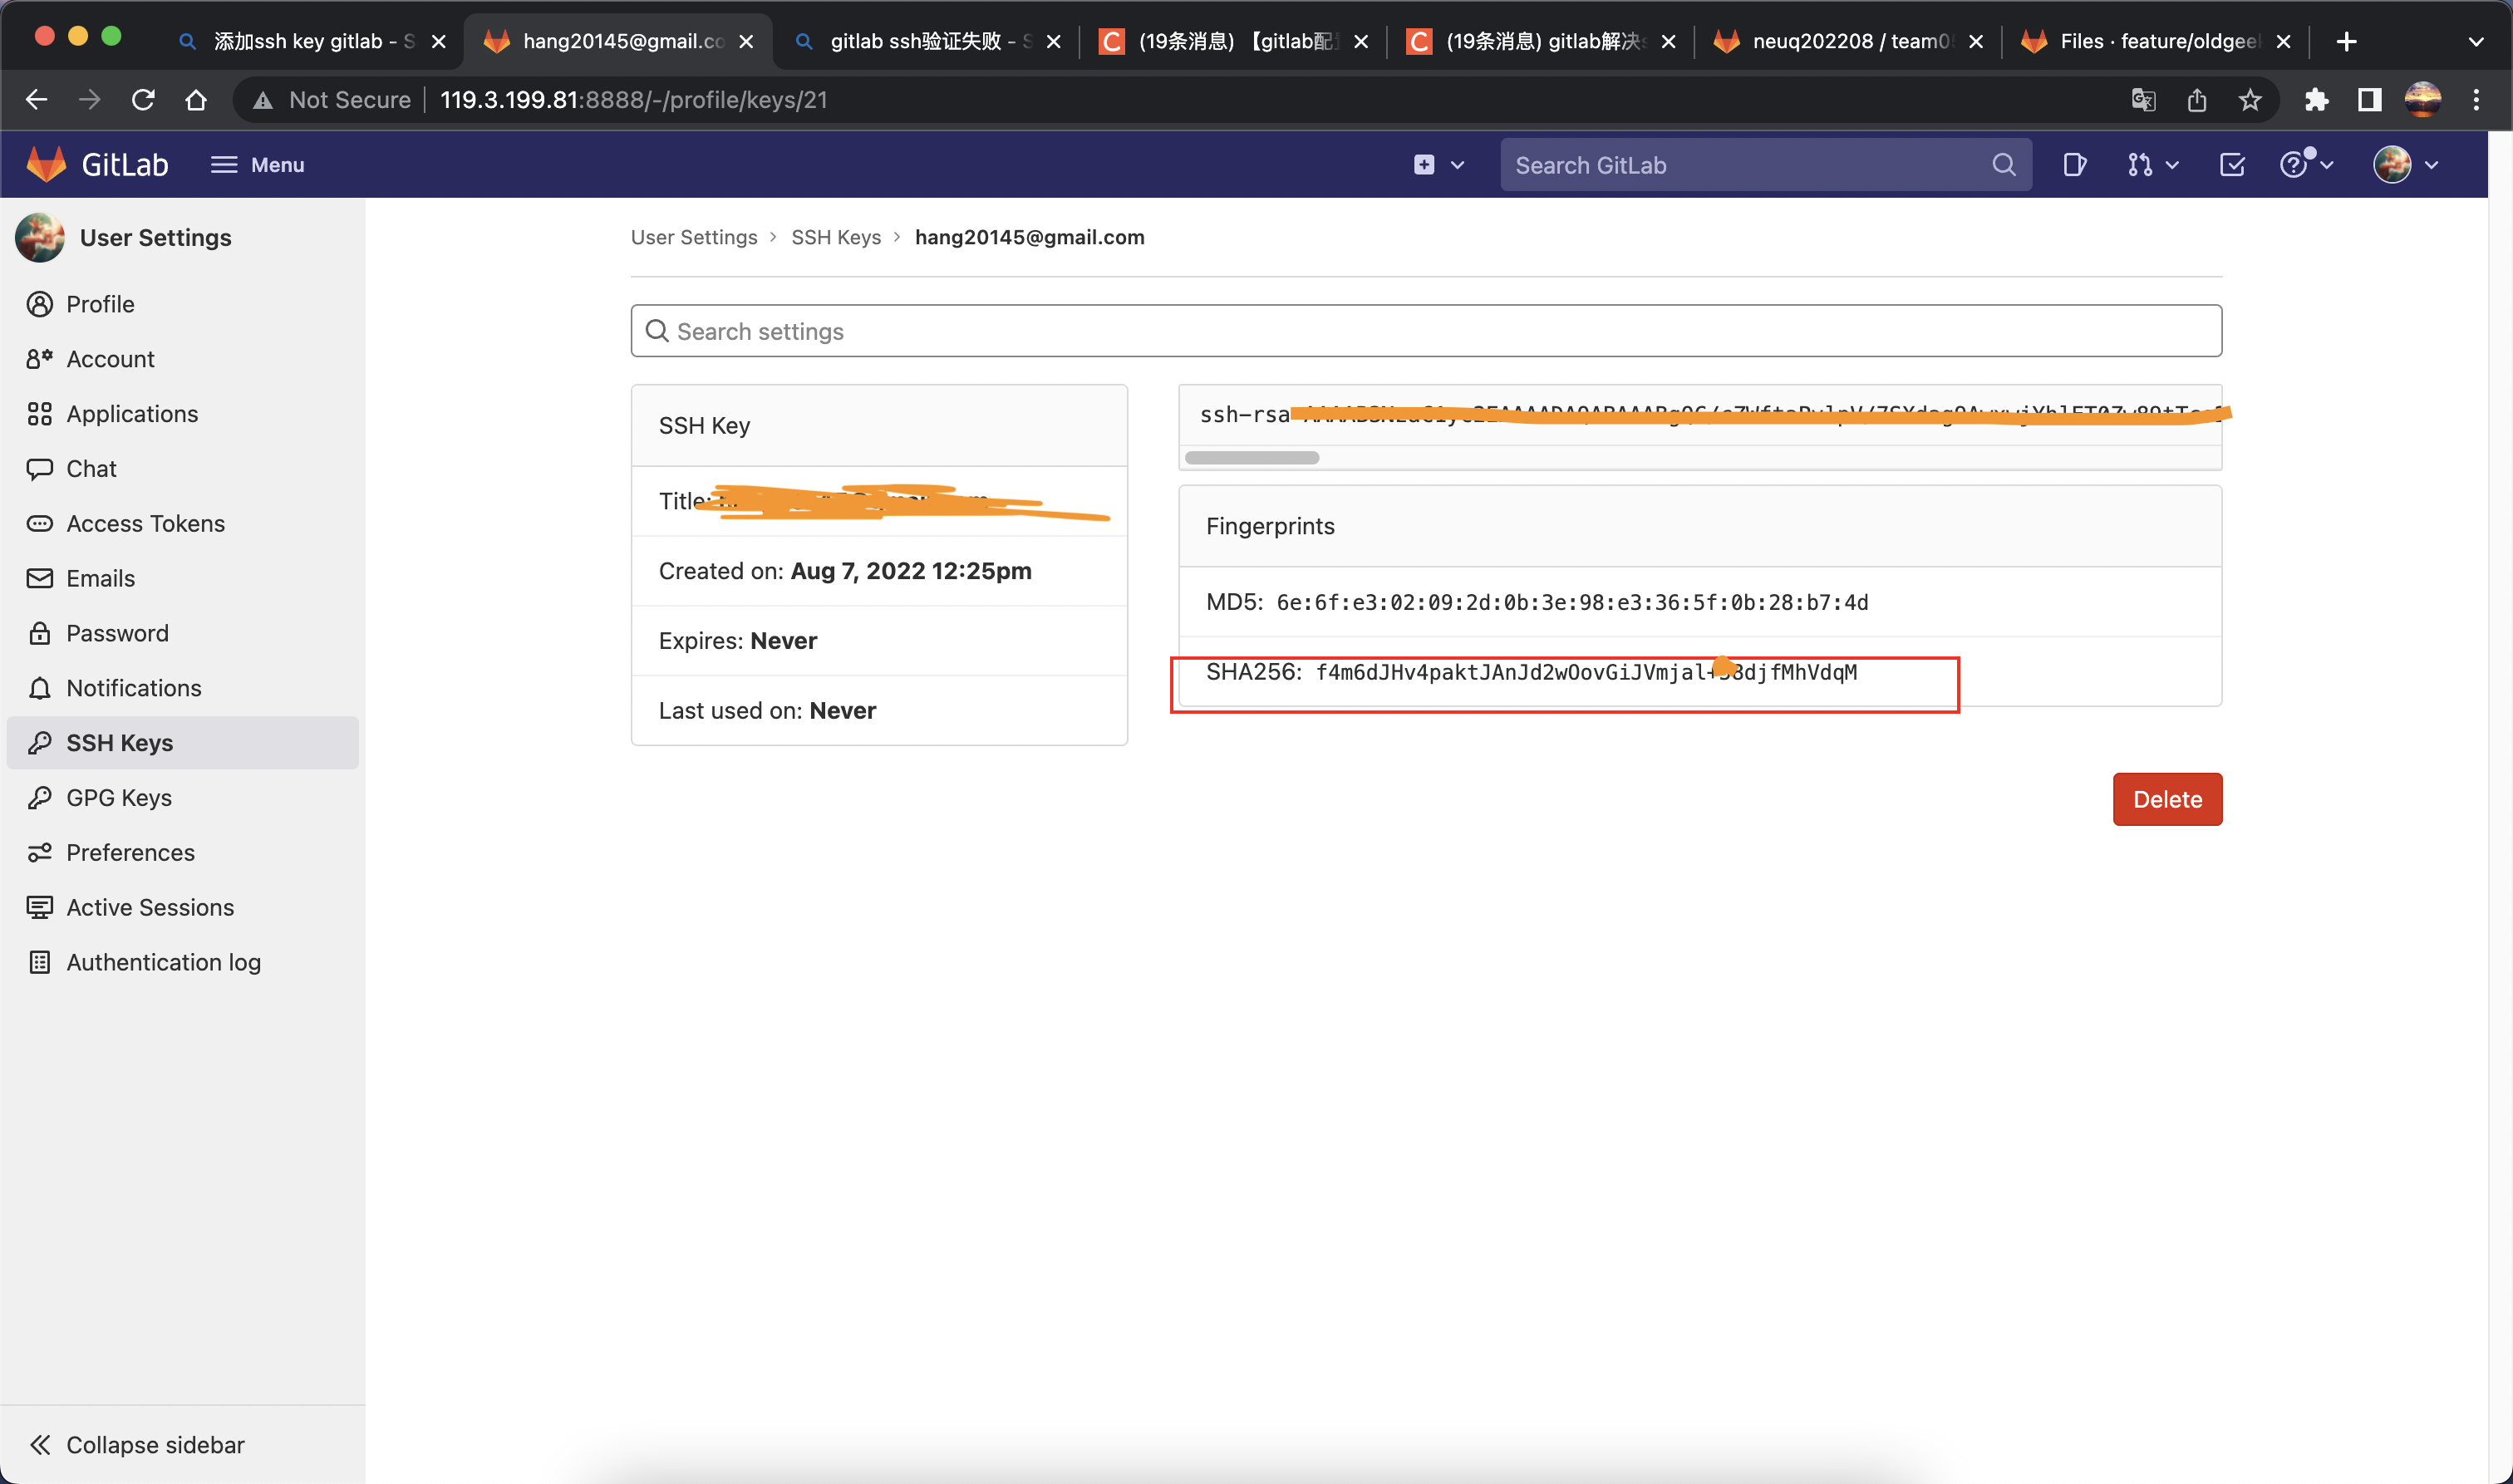 添加ssh key gitlab - S
hang20145@gmail.co
gitlab ssh验证失败 - S
(19条消息) 【gitlab配
(19条消息) gitlab解决
neuq202208 / team0
Files · feature/oldgee
Not Secure
119.3.199.81:8888/-/profile/keys/21
GitLab
Menu
Search GitLab
User Settings
Profile
Account
Applications
Chat
Access Tokens
Emails
Password
Notifications
SSH Keys
GPG Keys
Preferences
Active Sessions
Authentication log
Collapse sidebar
User Settings > SSH Keys > hang20145@gmail.com
Search settings
SSH Key
Title:
Created on: Aug 7, 2022 12:25pm
Expires: Never
Last used on: Never
ssh-rsa
Fingerprints
MD5: 6e:6f:e3:02:09:2d:0b:3e:98:e3:36:5f:0b:28:b7:4d
SHA256:
Delete